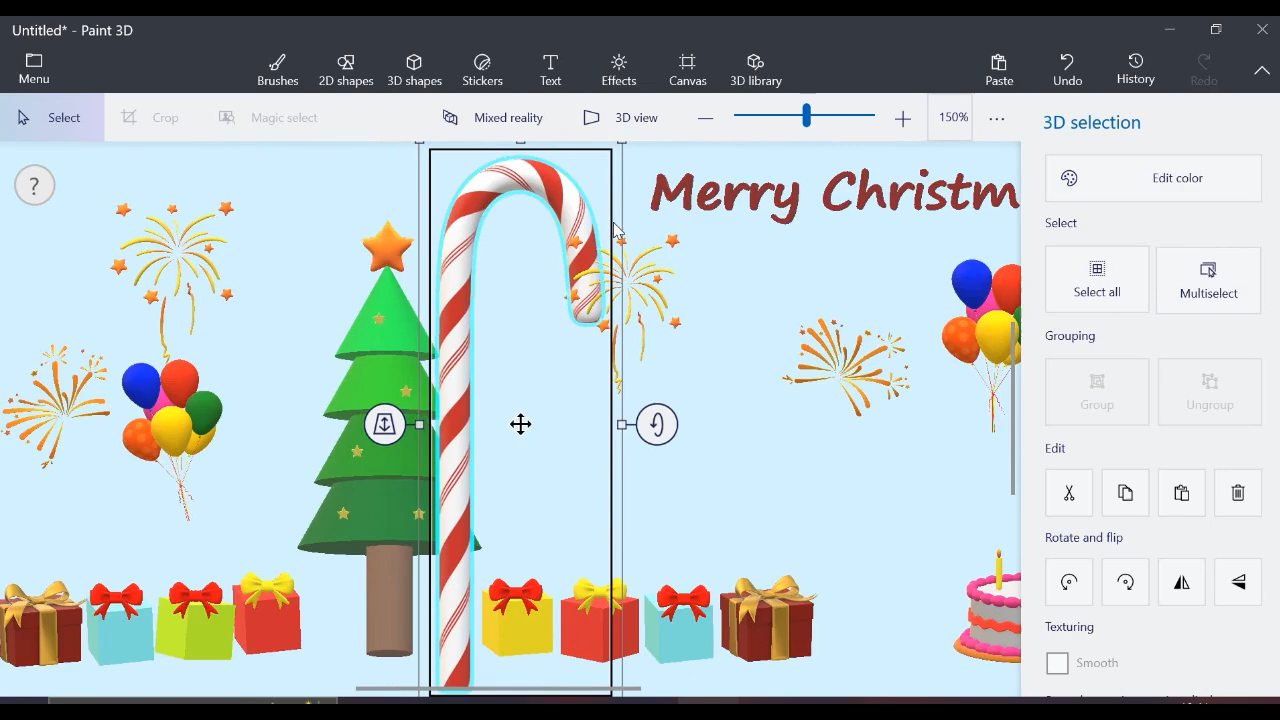 Untitled* - Paint 3D
Menu
Brushes
2D shapes
3D shapes
Stickers
Text
Effects
Canvas
3D library
Paste
Undo
History
Redo
Select
Crop
Magic select
Mixed reality
3D view
150%
3D selection
?
Merry Christm
Edit color
Select
Select all
Multiselect
Grouping
Group
Ungroup
Edit
Rotate and flip
Texturing
Smooth